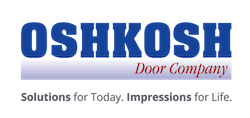 OSHKOSH
Door Company
Solutions for Today. Impressions for Life.